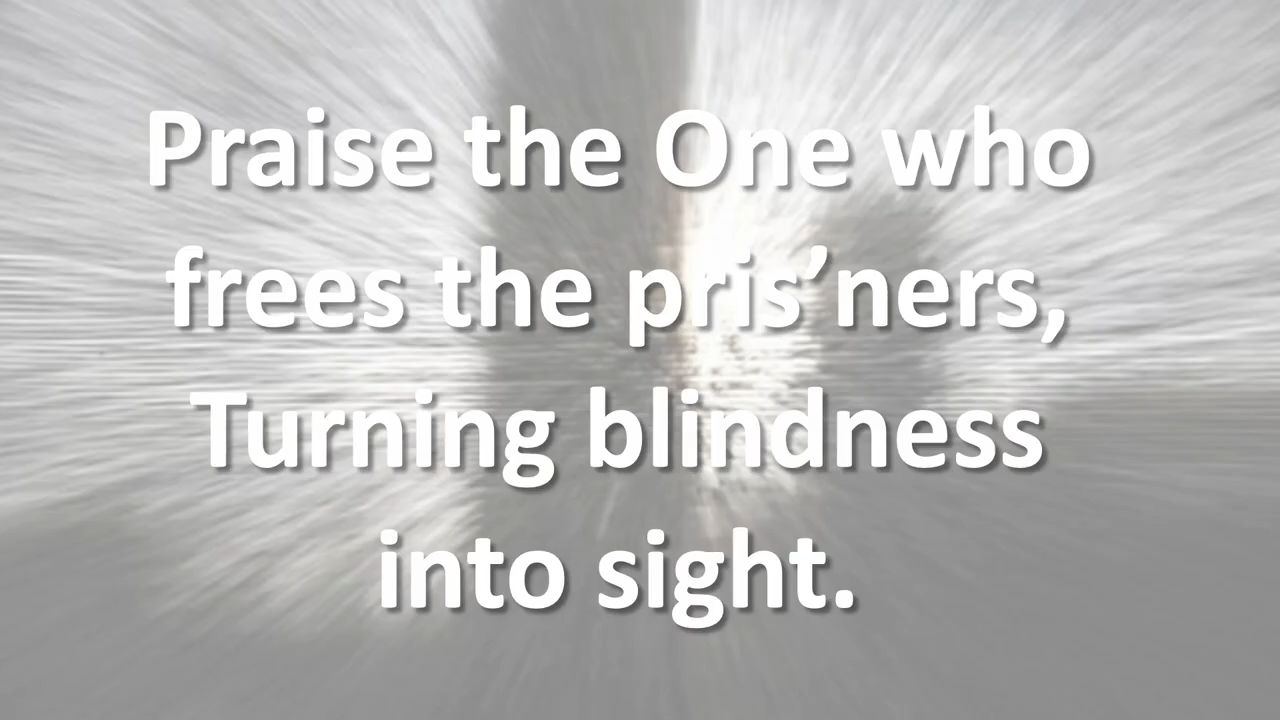 Praise the One who
frees the pris’ners,
Turning blindness
into sight.